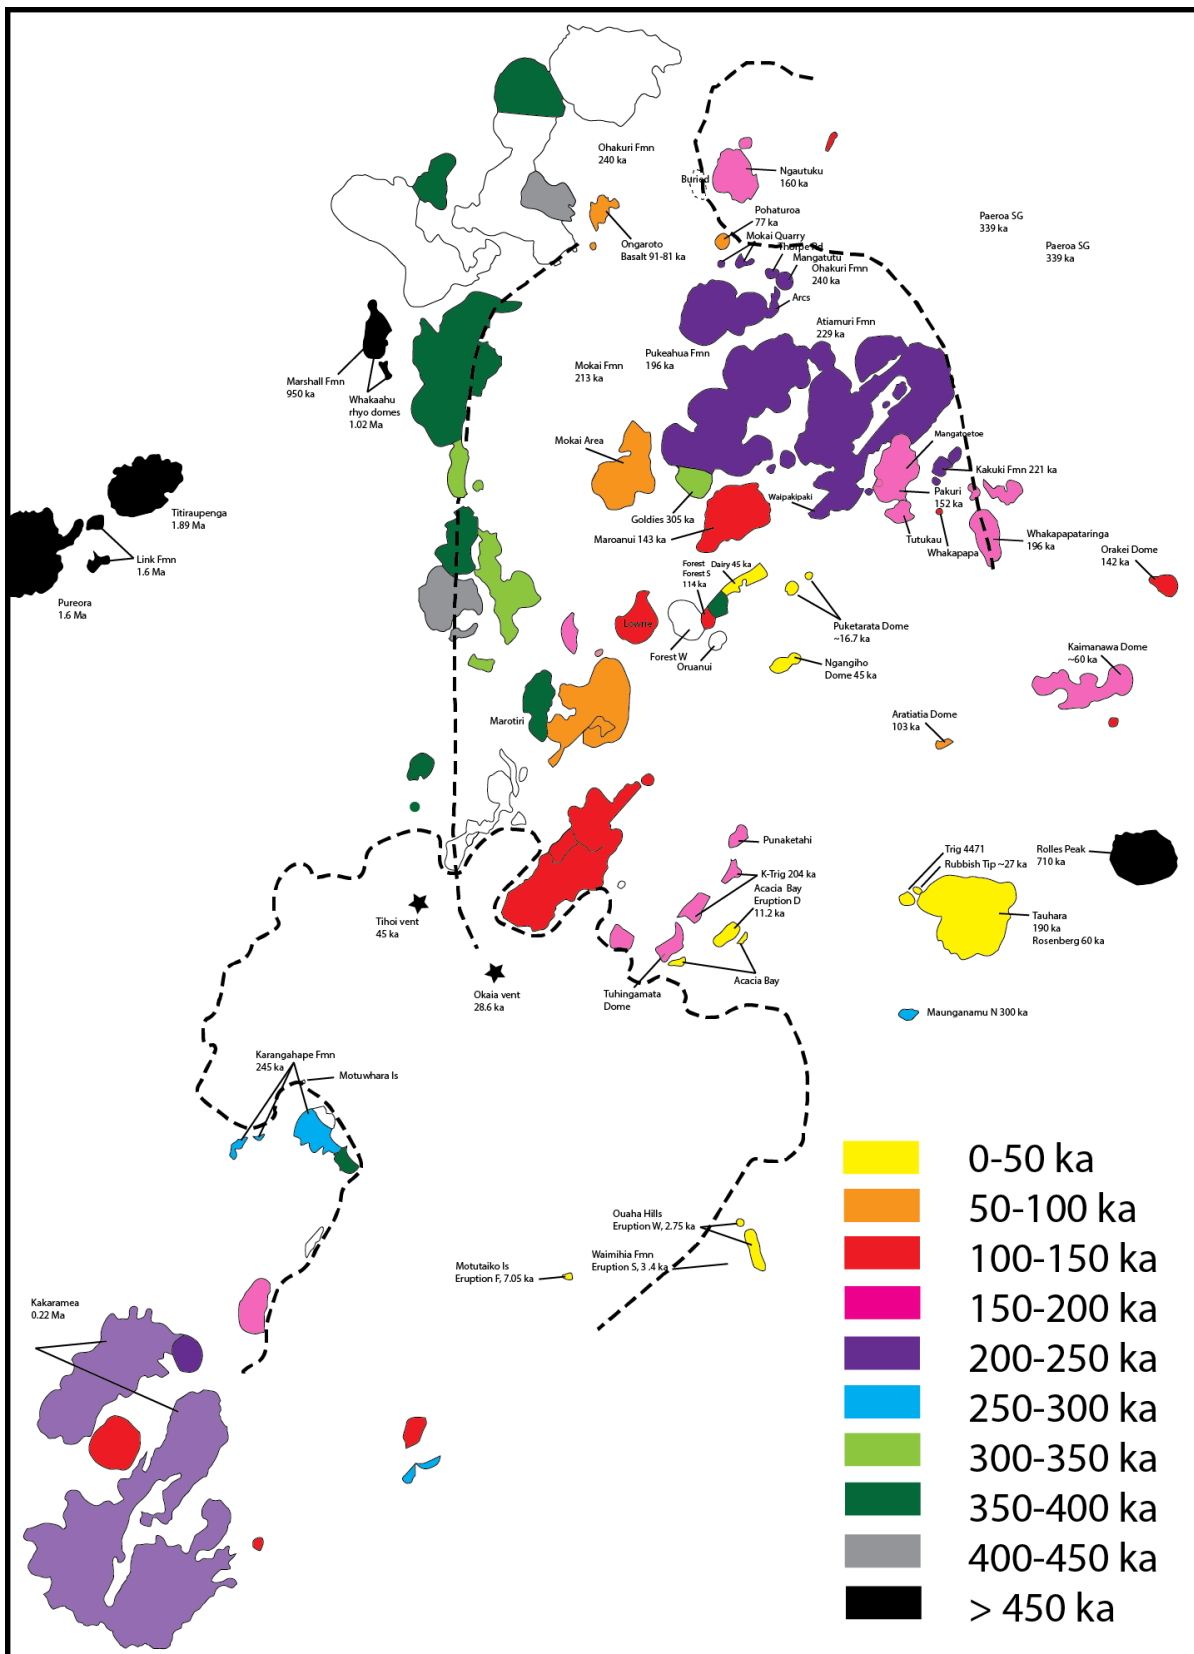 Ohakuri Fmn
240 ka
Buried
Ngautuku
160 ka
Pohaturoa
77 ka
Mokai Quarry
Thorpe Rd
Mangatutu
Ohakuri Fmn
240 ka
Arcs
Paeroa SG
339 ka
Paeroa SG
339 ka
Ongaroto
Basalt 91-81 ka
Atiamuri Fmn
229 ka
Pukeahua Fmn
196 ka
Mokai Fmn
213 ka
Marshall Fmn
950 ka
Whakaahu
rhyo domes
1.02 Ma
Mokai Area
Mangatoetoe
Kakuki Fmn 221 ka
Titiraupenga
1.89 Ma
Link Fmn
1.6 Ma
Pureora
1.6 Ma
Pakuri
152 ka
Waipakipaki
Goldies 305 ka
Maroanui 143 ka
Tutukau
Whakapapa
Whakapapataringa
196 ka
Orakei Dome
142 ka
Forest
Forest S
114 ka
Dairy 45 ka
Lowrie
Forest W
Oruanui
Puketarata Dome
~16.7 ka
Ngangiho
Dome 45 ka
Kaimanawa Dome
~60 ka
Marotiri
Aratiatia Dome
103 ka
Punaketahi
K-Trig 204 ka
Acacia Bay
Eruption D
11.2 ka
Trig 4471
Rubbish Tip ~27 ka
Rolles Peak
710 ka
Tauhara
190 ka
Rosenberg 60 ka
Tihoi vent
45 ka
Okaia vent
28.6 ka
Tuhingamata
Dome
Acacia Bay
Maunganamu N 300 ka
Karangahape Fmn
245 ka
Motuwhara Is
Ouaha Hills
Eruption W, 2.75 ka
Waimihia Fmn
Eruption S, 3 .4 ka
Motutaiko Is
Eruption F, 7.05 ka
Kakaramea
0.22 Ma
0-50 ka
50-100 ka
100-150 ka
150-200 ka
200-250 ka
250-300 ka
300-350 ka
350-400 ka
400-450 ka
> 450 ka